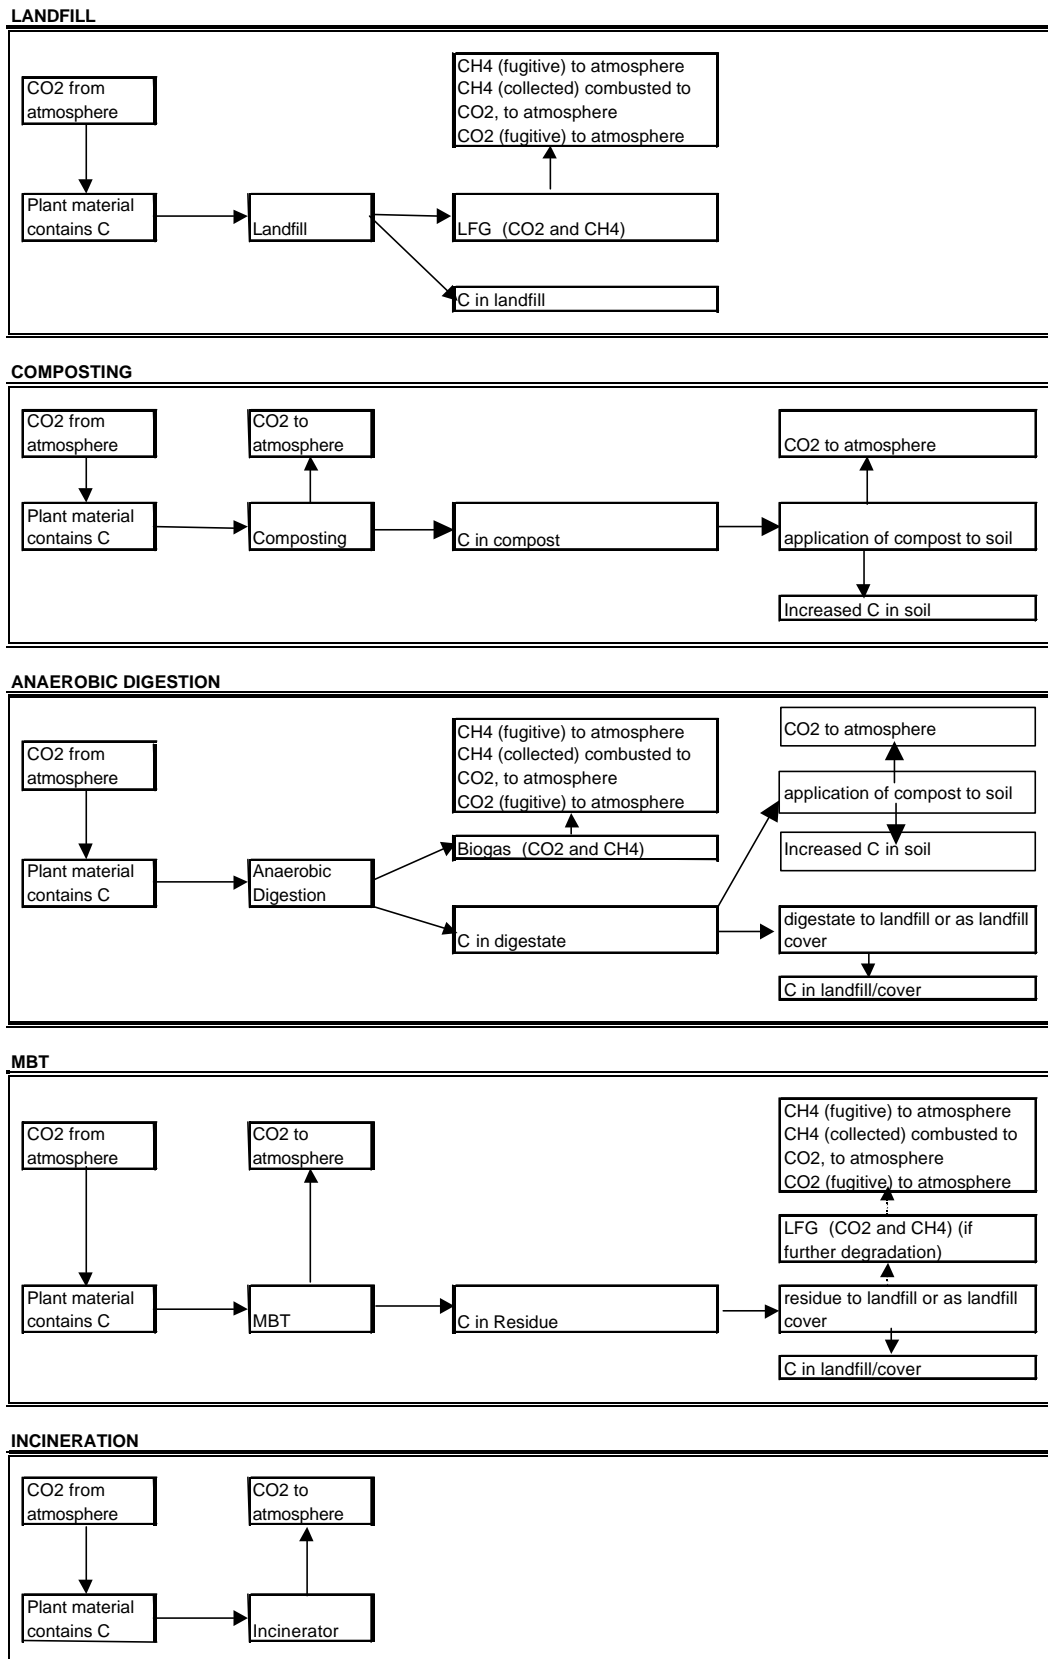 LANDFILL
CO2 from
atmosphere
CH4 (fugitive) to atmosphere
CH4 (collected) combusted to
CO2, to atmosphere
CO2 (fugitive) to atmosphere
Plant material
contains C
Landfill
LFG (CO2 and CH4)
C in landfill
COMPOSTING
CO2 from
atmosphere
CO2 to
atmosphere
CO2 to atmosphere
Plant material
contains C
Composting
C in compost
application of compost to soil
Increased C in soil
ANAEROBIC DIGESTION
CO2 from
atmosphere
CH4 (fugitive) to atmosphere
CH4 (collected) combusted to
CO2, to atmosphere
CO2 (fugitive) to atmosphere
CO2 to atmosphere
application of compost to soil
Increased C in soil
Biogas (CO2 and CH4)
Plant material
contains C
Anaerobic
Digestion
C in digestate
digestate to landfill or as landfill
cover
C in landfill/cover
MBT
CO2 from
atmosphere
CO2 to
atmosphere
CH4 (fugitive) to atmosphere
CH4 (collected) combusted to
CO2, to atmosphere
CO2 (fugitive) to atmosphere
LFG (CO2 and CH4) (if
further degradation)
Plant material
contains C
MBT
C in Residue
residue to landfill or as landfill
cover
C in landfill/cover
INCINERATION
CO2 from
atmosphere
CO2 to
atmosphere
Plant material
contains C
Incinerator